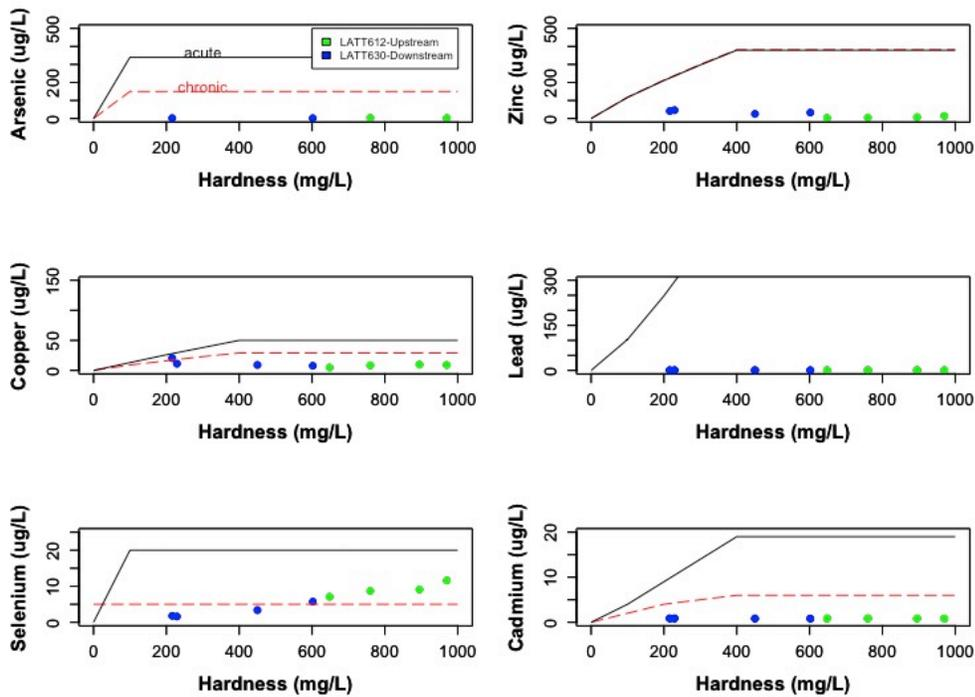 Arsenic (ug/L)
0 200 500
acute
chronic
LATT612-Upstream
LATT630-Downstream
0 200 400 600 800 1000
Hardness (mg/L)
Zinc (ug/L)
0 200 500
0 200 400 600 800 1000
Hardness (mg/L)
Copper (ug/L)
0 50 150
0 200 400 600 800 1000
Hardness (mg/L)
Lead (ug/L)
0 150 300
0 200 400 600 800 1000
Hardness (mg/L)
Selenium (ug/L)
0 10 20
0 200 400 600 800 1000
Hardness (mg/L)
Cadmium (ug/L)
0 10 20
0 200 400 600 800 1000
Hardness (mg/L)